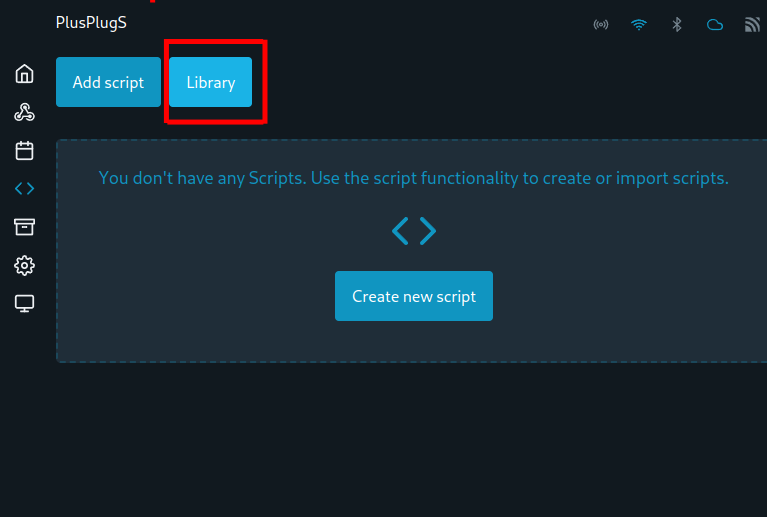 PlusPlugS
Add script
Library
You don't have any Scripts. Use the script functionality to create or import scripts.
Create new script